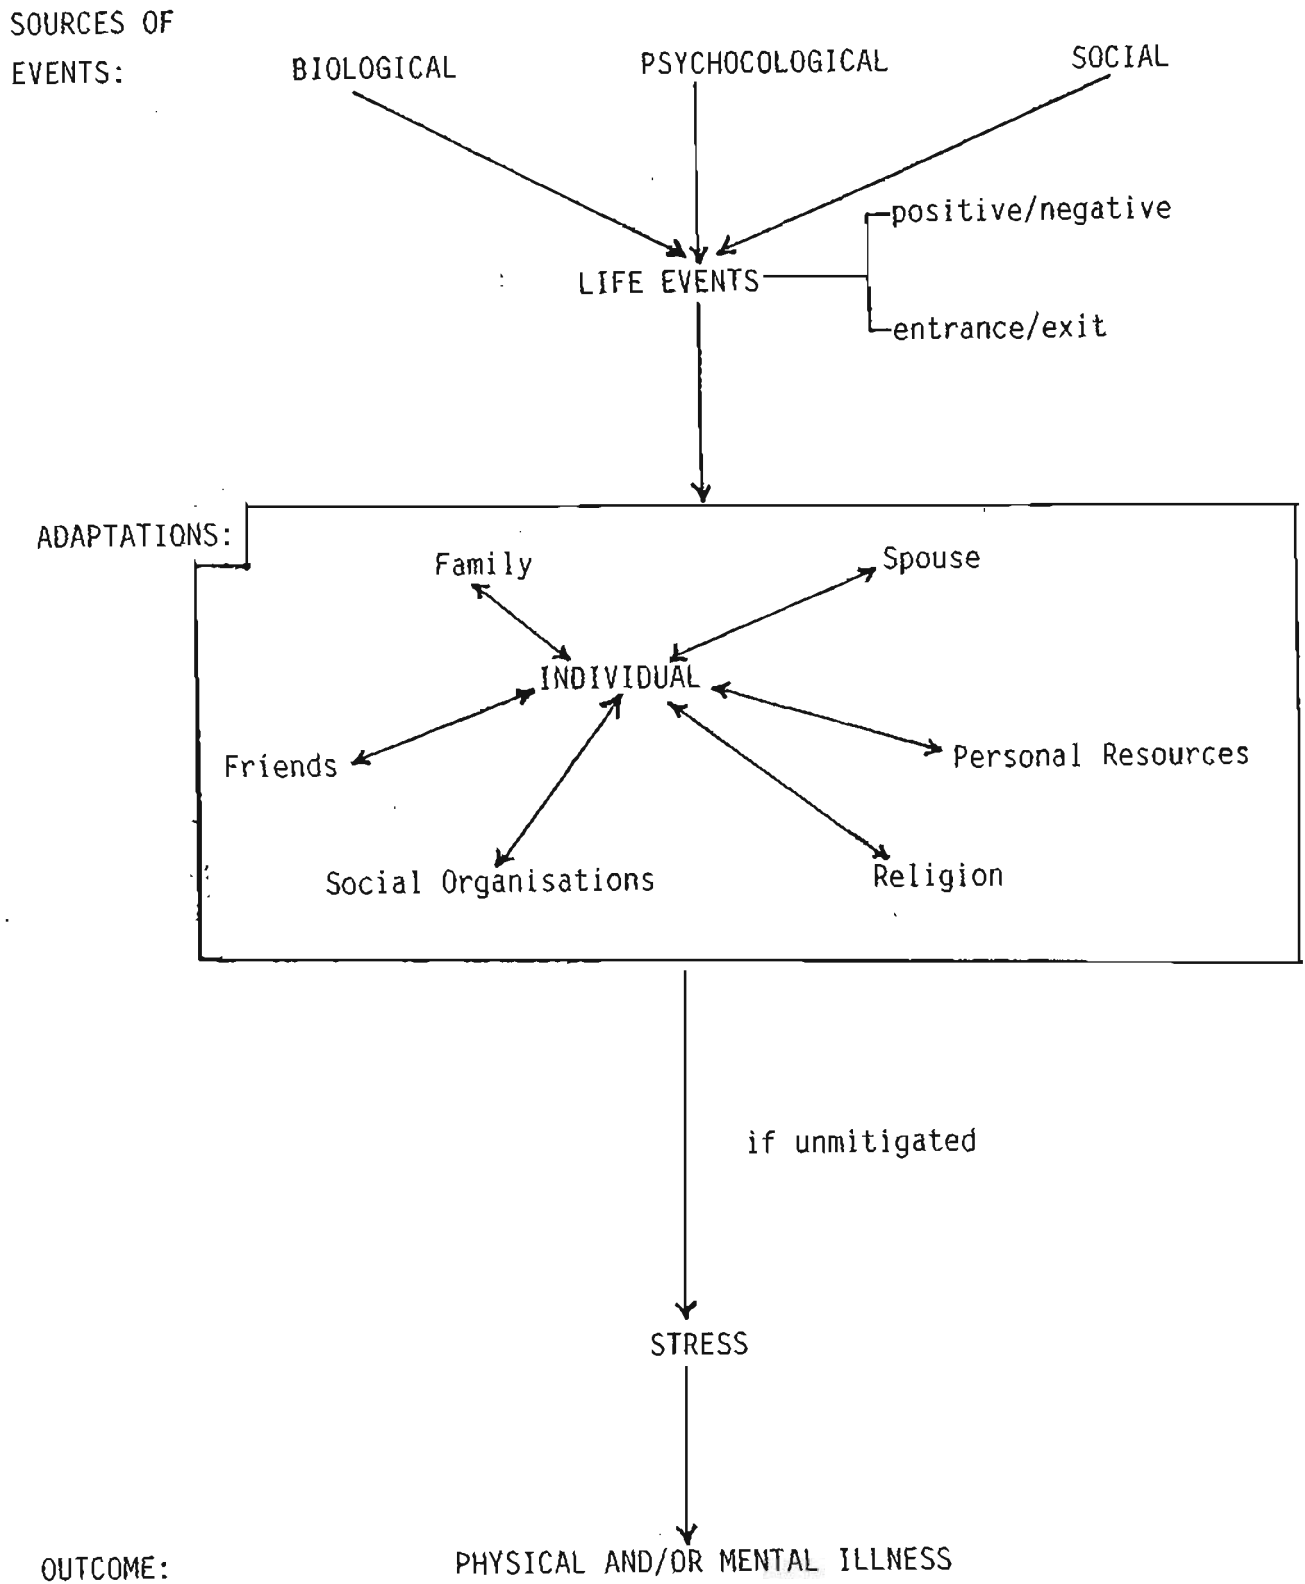 SOURCES OF
EVENTS:
BIOLOGICAL
PSYCHOCOLOGICAL
SOCIAL
positive/negative
LIFE EVENTS
entrance/exit
ADAPTATIONS:
Family
Spouse
INDIVIDUAL
Friends
Personal Resources
Social Organisations
Religion
if unmitigated
STRESS
OUTCOME:
PHYSICAL AND/OR MENTAL ILLNESS